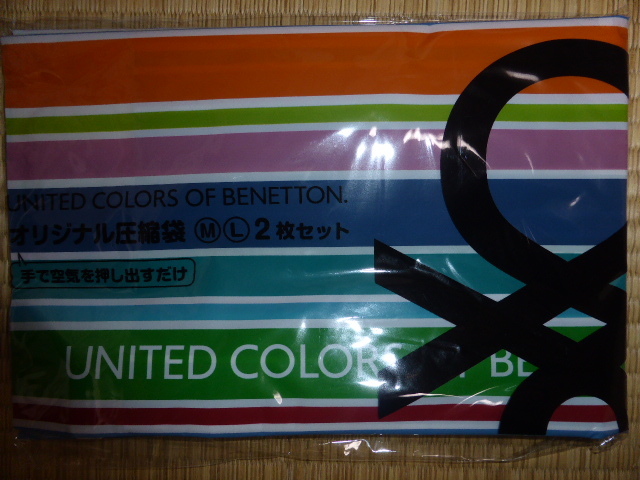 UNITED COLORS OF BENETTON.
オリジナル圧縮袋 Ⓜ Ⓛ 2枚セット
手で空気を押し出すだけ
UNITED COLORS